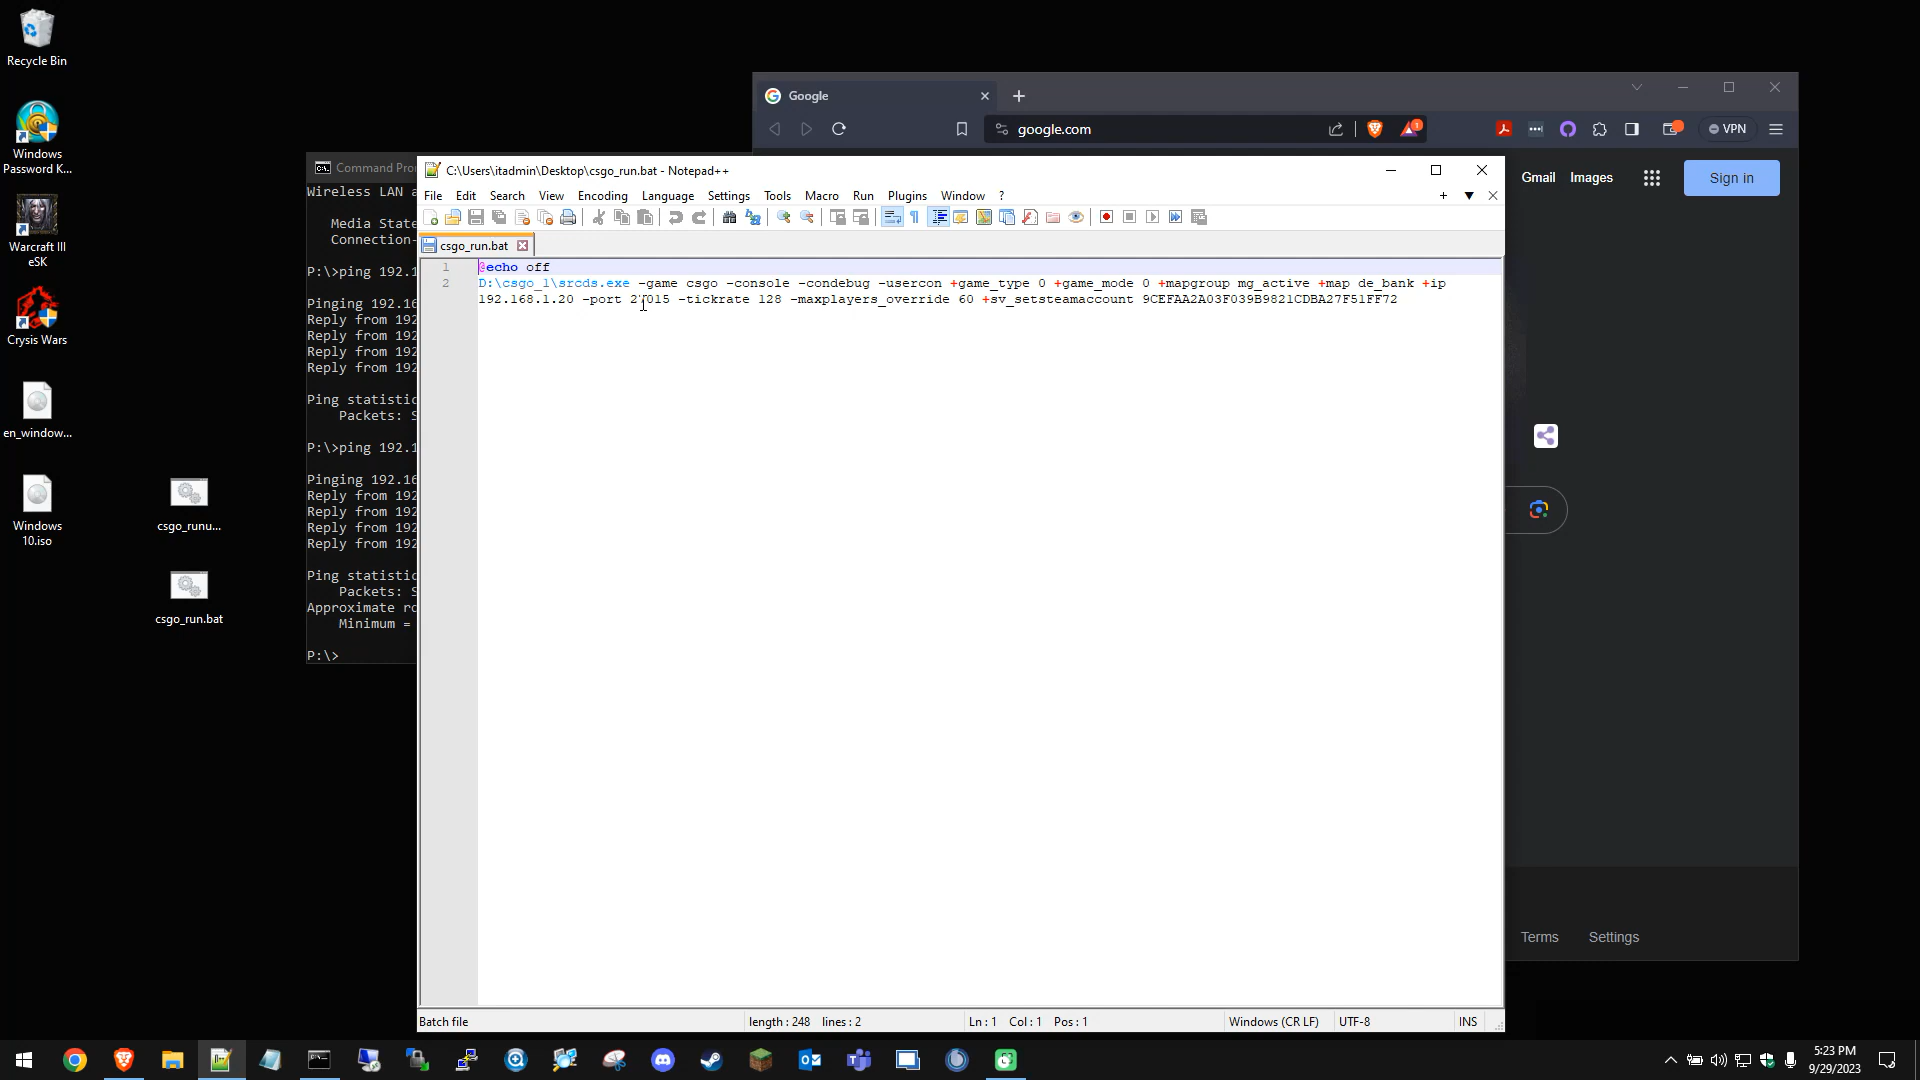 Recycle Bin
Windows
Password K...
Warcraft III
eSK
Crysis Wars
en_window...
Windows
10.iso
csgo_runu...
csgo_run.bat
Google
google.com
1
VPN
Gmail
Images
Sign in
Terms
Settings
Command Pro
Wireless LAN a
Media State
Connection-
P:\>ping 192.1
Pinging 192.16
Reply from 192
Reply from 192
Reply from 192
Reply from 192
Ping statistic
Packets: S
P:\>ping 192.1
Pinging 192.16
Reply from 192
Reply from 192
Reply from 192
Reply from 192
Ping statistic
Packets: S
Approximate ro
Minimum =
P:\>
C:\Users\itadmin\Desktop\csgo_run.bat - Notepad++
File Edit Search View Encoding Language Settings Tools Macro Run Plugins Window ?
csgo_run.bat
1 @echo off
2 D:\csgo_1\srcds.exe -game csgo -console -condebug -usercon +game_type 0 +game_mode 0 +mapgroup mg_active +map de_bank +ip
192.168.1.20 -port 27015 -tickrate 128 -maxplayers_override 60 +sv_setsteamaccount 9CEFAA2A03F039B9821CDBA27F51FF72
Batch file length : 248 lines : 2 Ln : 1 Col : 1 Pos : 1 Windows (CR LF) UTF-8 INS
5:23 PM
9/29/2023